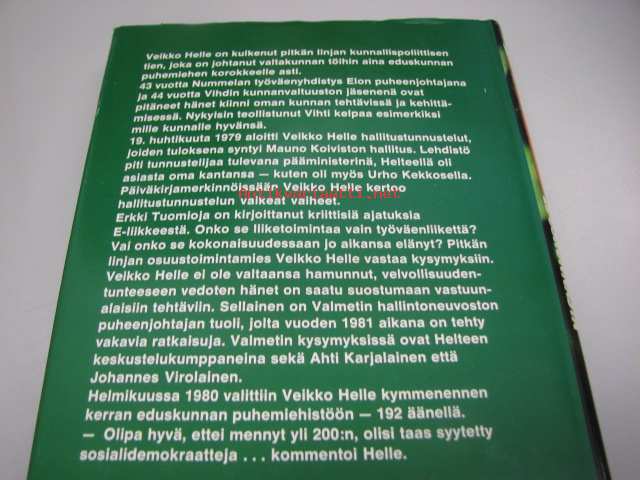 Veikko Helle on kulkenut pitkän linjan kunnallispoliittisen
tien, joka on johtanut valtakunnan töihin aina eduskunnan
puhemiehen korokkeelle asti.
43 vuotta Nummelan työväenyhdistys Elon puheenjohtajana
ja 44 vuotta Vihdin kunnanvaltuuston jäsenenä ovat
pitäneet hänet kiinni oman kunnan tehtävissä ja kehittä-
misessä. Nykyisin teollistunut Vihti kelpaa esimerkiksi
mille kunnalle hyvänsä.
19. huhtikuuta 1979 aloitti Veikko Helle hallitustunnustelut,
joiden tuloksena syntyi Mauno Koiviston hallitus. Lehdistö
piti tunnustelijaa tulevana pääministerinä, Helteellä oli
asiasta oma kantansa — kuten oli myös Urho Kekkosella.
Päiväkirjamerkinnöissään Veikko Helle kertoo
hallitustunnustelun vaikeat vaiheet.
Erkki Tuomioja on kirjoittanut kriittisiä ajatuksia
E-liikkeestä. Onko se liiketoimintaa vain työväenliikettä?
Vai onko se kokonaisuudessaan jo aikansa elänyt? Pitkän
linjan osuustoimintamies Veikko Helle vastaa kysymyksiin.
Veikko Helle ei ole valtaansa hamunnut, velvollisuuden-
tunteeseen vedoten hänet on saatu suostumaan vastuun-
alaisiin tehtäviin. Sellainen on Valmetin hallintoneuvoston
puheenjohtajan tuoli, jolta vuoden 1981 aikana on tehty
vakavia ratkaisuja. Valmetin kysymyksissä ovat Helteen
keskustelukumppaneina sekä Ahti Karjalainen että
Johannes Virolainen.
Helmikuussa 1980 valittiin Veikko Helle kymmenennen
kerran eduskunnan puhemiehistöön — 192 äänellä.
— Olipa hyvä, ettei mennyt yli 200:n, olisi taas syytetty
sosialidemokraatteja . . . kommentoi Helle.